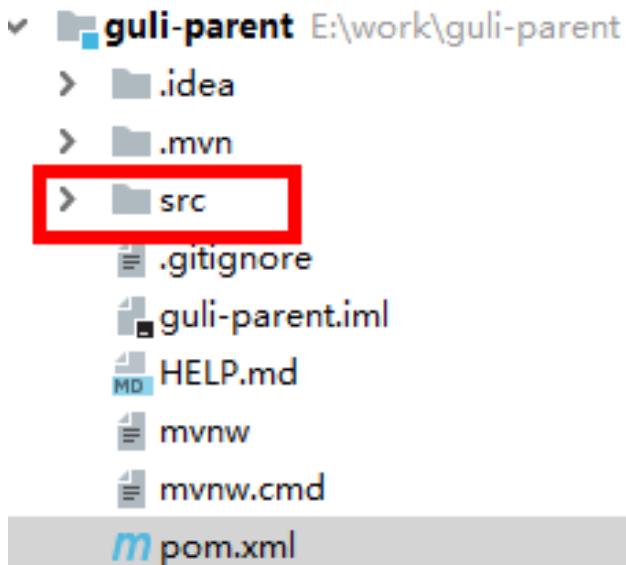 guli-parent E:\work\guli-parent
.idea
.mvn
src
.gitignore
guli-parent.iml
MD HELP.md
mvnw
mvnw.cmd
m pom.xml